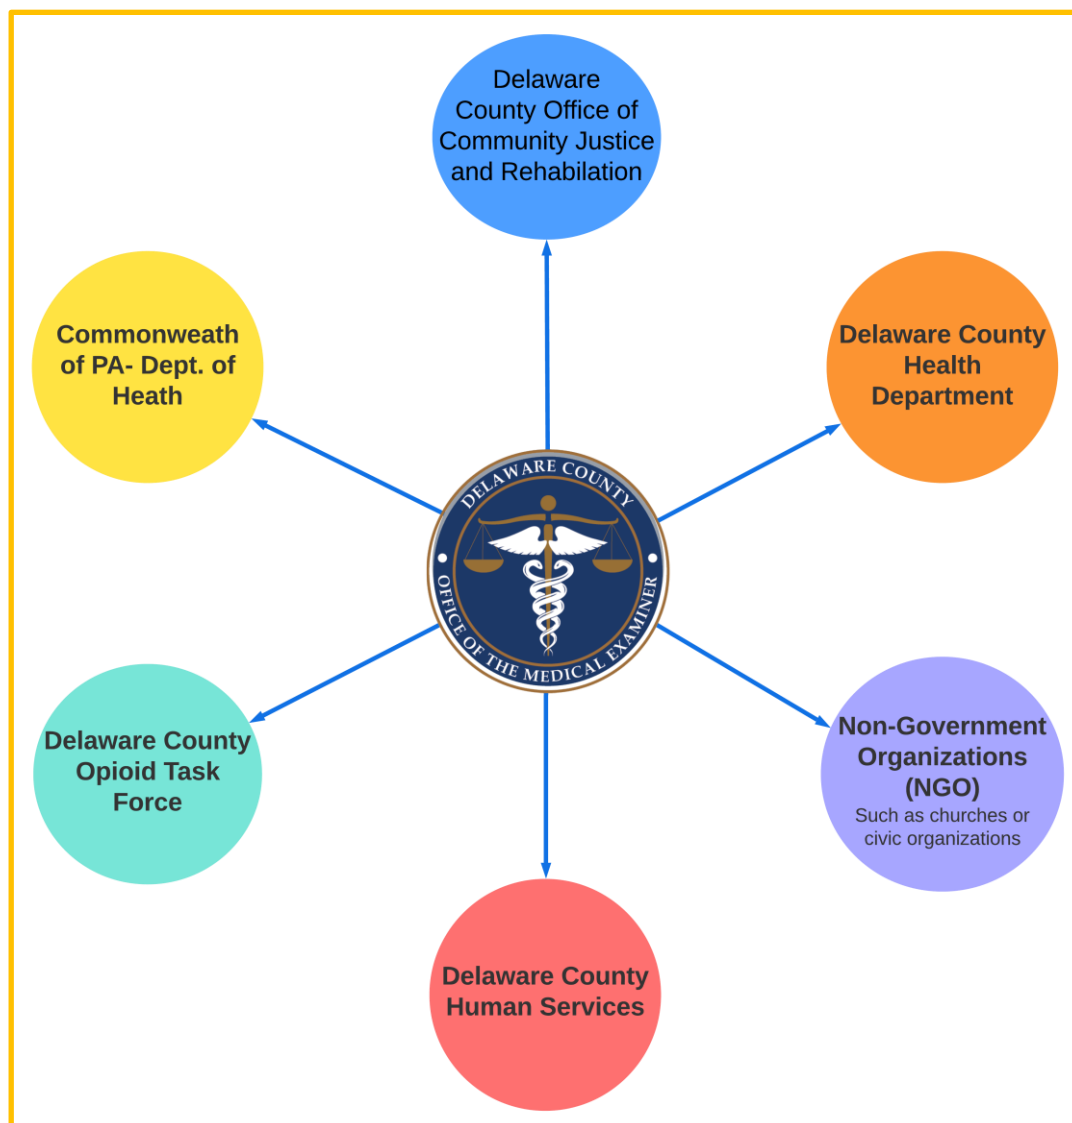 Delaware
County Office of
Community Justice
and Rehabilation
Commonweath
of PA- Dept. of
Heath
Delaware County
Health
Department
DELAWARE COUNTY
OFFICE OF THE MEDICAL EXAMINER
Delaware County
Opioid Task
Force
Non-Government
Organizations
(NGO)
Such as churches or
civic organizations
Delaware County
Human Services